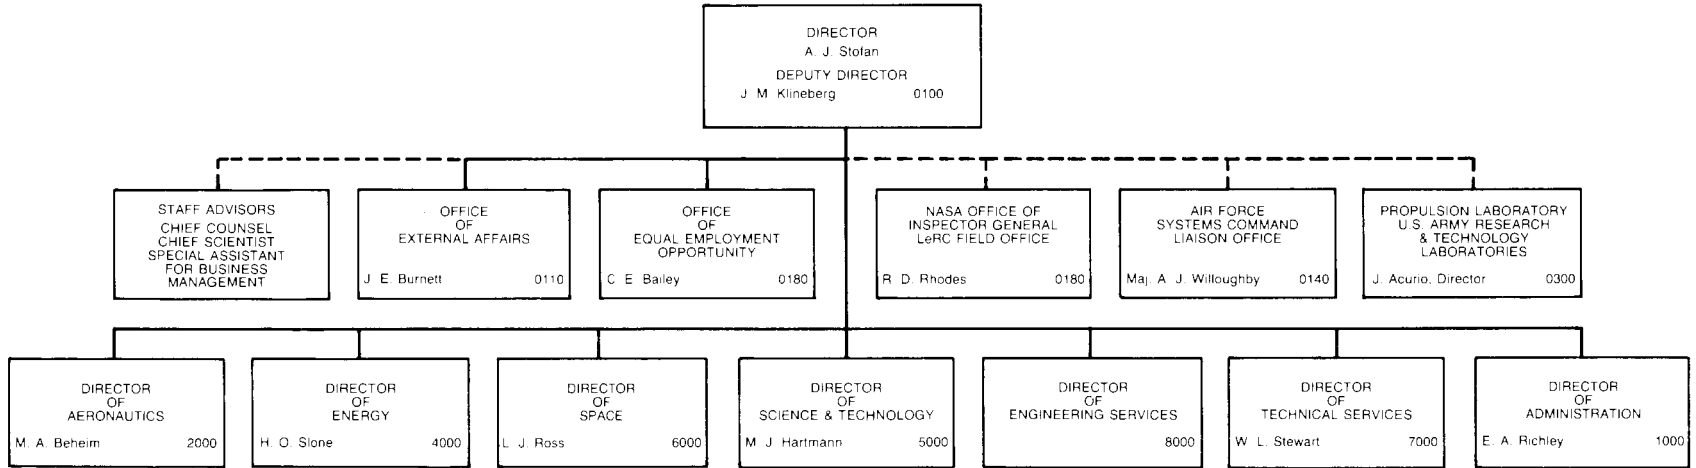 DIRECTOR
A. J. Stofan
DEPUTY DIRECTOR
J M Klineberg 0100
STAFF ADVISORS
CHIEF COUNSEL
CHIEF SCIENTIST
SPECIAL ASSISTANT
FOR BUSINESS
MANAGEMENT
OFFICE
OF
EXTERNAL AFFAIRS
J E. Burnett 0110
OFFICE
OF
EQUAL EMPLOYMENT
OPPORTUNITY
C E Bailey 0180
NASA OFFICE OF
INSPECTOR GENERAL
LeRC FIELD OFFICE
R D. Rhodes 0180
AIR FORCE
SYSTEMS COMMAND
LIAISON OFFICE
Maj. A J. Willoughby 0140
PROPULSION LABORATORY
U.S. ARMY RESEARCH
& TECHNOLOGY
LABORATORIES
J. Acurio, Director 0300
DIRECTOR
OF
AERONAUTICS
M. A. Beheim 2000
DIRECTOR
OF
ENERGY
H. O. Slone 4000
DIRECTOR
OF
SPACE
L J. Ross 6000
DIRECTOR
OF
SCIENCE & TECHNOLOGY
M J. Hartmann 5000
DIRECTOR
OF
ENGINEERING SERVICES
8000
DIRECTOR
OF
TECHNICAL SERVICES
W L. Stewart 7000
DIRECTOR
OF
ADMINISTRATION
E. A. Richley 1000